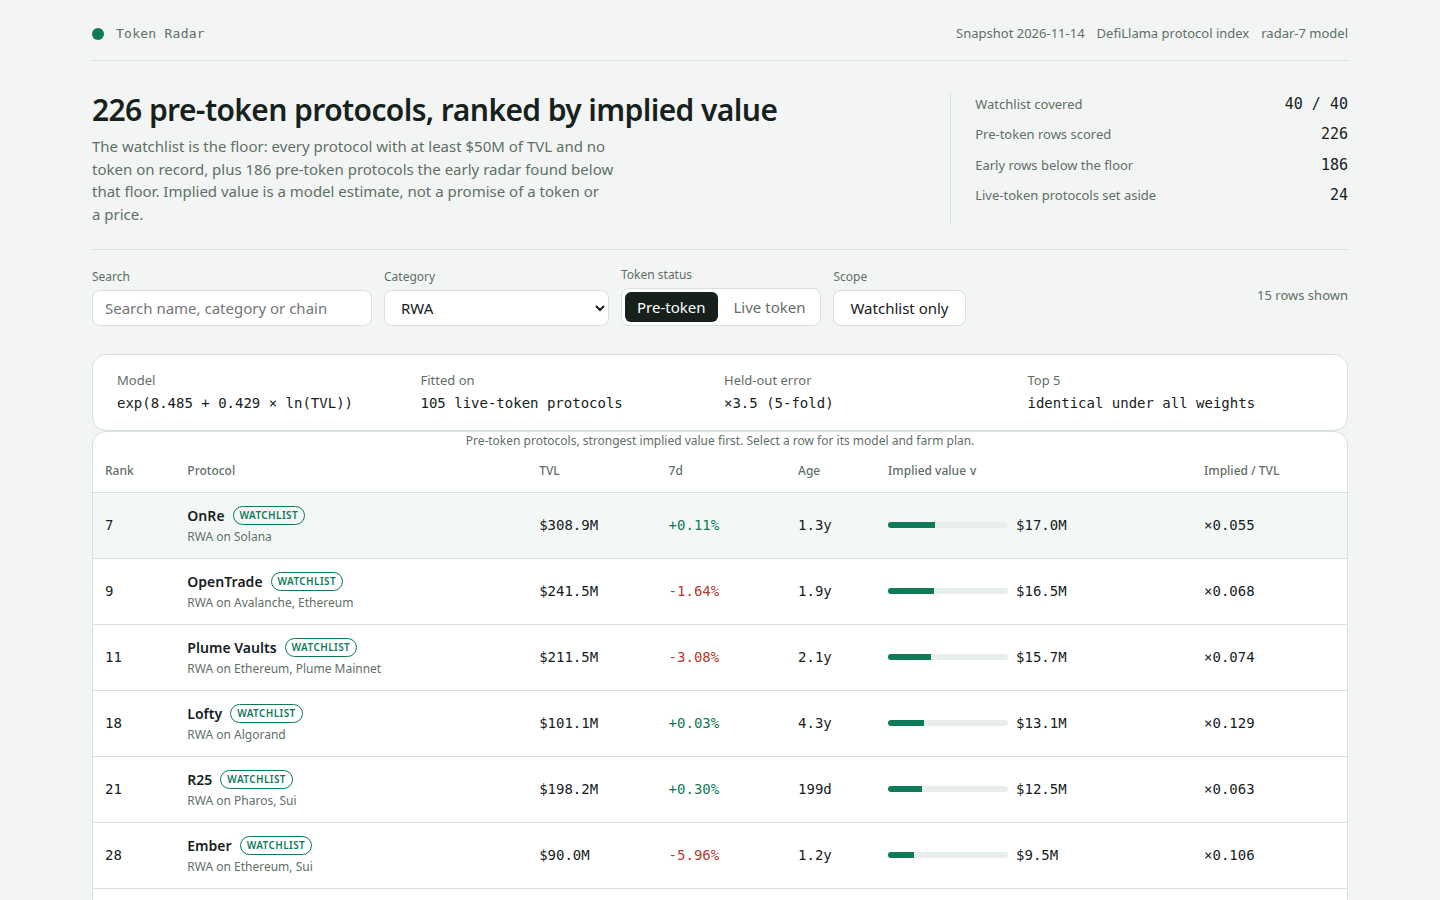 Token Radar
Snapshot 2026-11-14 DefiLlama protocol index radar-7 model
226 pre-token protocols, ranked by implied value
The watchlist is the floor: every protocol with at least $50M of TVL and no
token on record, plus 186 pre-token protocols the early radar found below
that floor. Implied value is a model estimate, not a promise of a token or
a price.
Watchlist covered 40 / 40
Pre-token rows scored 226
Early rows below the floor 186
Live-token protocols set aside 24
Search
Search name, category or chain
Category
RWA
Token status
Pre-token Live token
Scope
Watchlist only
15 rows shown
Model
exp(8.485 + 0.429 × ln(TVL))
Fitted on
105 live-token protocols
Held-out error
×3.5 (5-fold)
Top 5
identical under all weights
Pre-token protocols, strongest implied value first. Select a row for its model and farm plan.
Rank Protocol TVL 7d Age Implied value v Implied / TVL
7 OnRe WATCHLIST $308.9M +0.11% 1.3y $17.0M ×0.055
RWA on Solana
9 OpenTrade WATCHLIST $241.5M -1.64% 1.9y $16.5M ×0.068
RWA on Avalanche, Ethereum
11 Plume Vaults WATCHLIST $211.5M -3.08% 2.1y $15.7M ×0.074
RWA on Ethereum, Plume Mainnet
18 Lofty WATCHLIST $101.1M +0.03% 4.3y $13.1M ×0.129
RWA on Algorand
21 R25 WATCHLIST $198.2M +0.30% 199d $12.5M ×0.063
RWA on Pharos, Sui
28 Ember WATCHLIST $90.0M -5.96% 1.2y $9.5M ×0.106
RWA on Ethereum, Sui